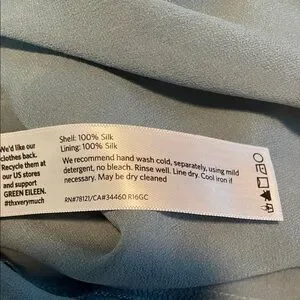 We'd like our
clothes back.
Recycle them at
our US stores
and support
GREEN EILEEN.
#thxverymuch
Shell: 100% Silk
Lining: 100% Silk
We recommend hand wash cold, separately, using mild
detergent, no bleach. Rinse well. Line dry. Cool iron if
necessary. May be dry cleaned
RN#78121/CA#34460 R16GC